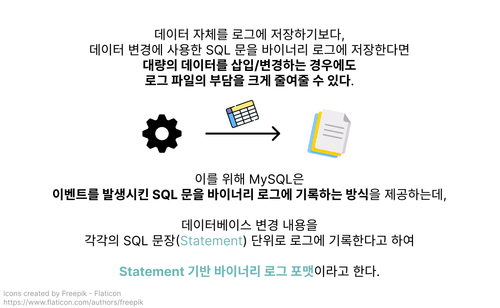 데이터 자체를 로그에 저장하기보다,
데이터 변경에 사용한 SQL 문을 바이너리 로그에 저장한다면
대량의 데이터를 삽입/변경하는 경우에도
로그 파일의 부담을 크게 줄여줄 수 있다.
이를 위해 MySQL은
이벤트를 발생시킨 SQL 문을 바이너리 로그에 기록하는 방식을 제공하는데,
데이터베이스 변경 내용을
각각의 SQL 문장(Statement) 단위로 로그에 기록한다고 하여
Statement 기반 바이너리 로그 포맷이라고 한다.
icons created by Freepik - Flaticon
https://www.flaticon.com/authors/freepik